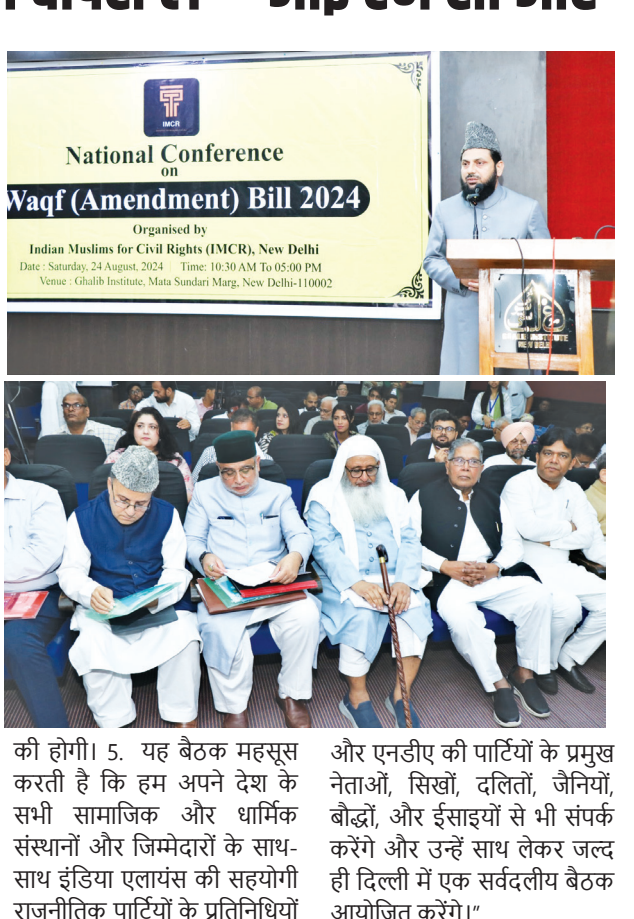 IMCR
National Conference
on
Waqf (Amendment) Bill 2024
Organised by
Indian Muslims for Civil Rights (IMCR), New Delhi
Date : Saturday, 24 August, 2024 | Time: 10:30 AM To 05:00 PM
Venue : Ghalib Institute, Mata Sundari Marg, New Delhi-110002
INSTITUTE
NEW DELHI
की होगी। 5. यह बैठक महसूस
करती है कि हम अपने देश के
सभी सामाजिक और धार्मिक
संस्थानों और जिम्मेदारों के साथ-
साथ इंडिया एलायंस की सहयोगी
राजनीतिक पार्टियों के प्रतिनिधियों
और एनडीए की पार्टियों के प्रमुख
नेताओं, सिखों, दलितों, जैनियों,
बौद्धों, और ईसाइयों से भी संपर्क
करेंगे और उन्हें साथ लेकर जल्द
ही दिल्ली में एक सर्वदलीय बैठक
आयोजित करेंगे।”